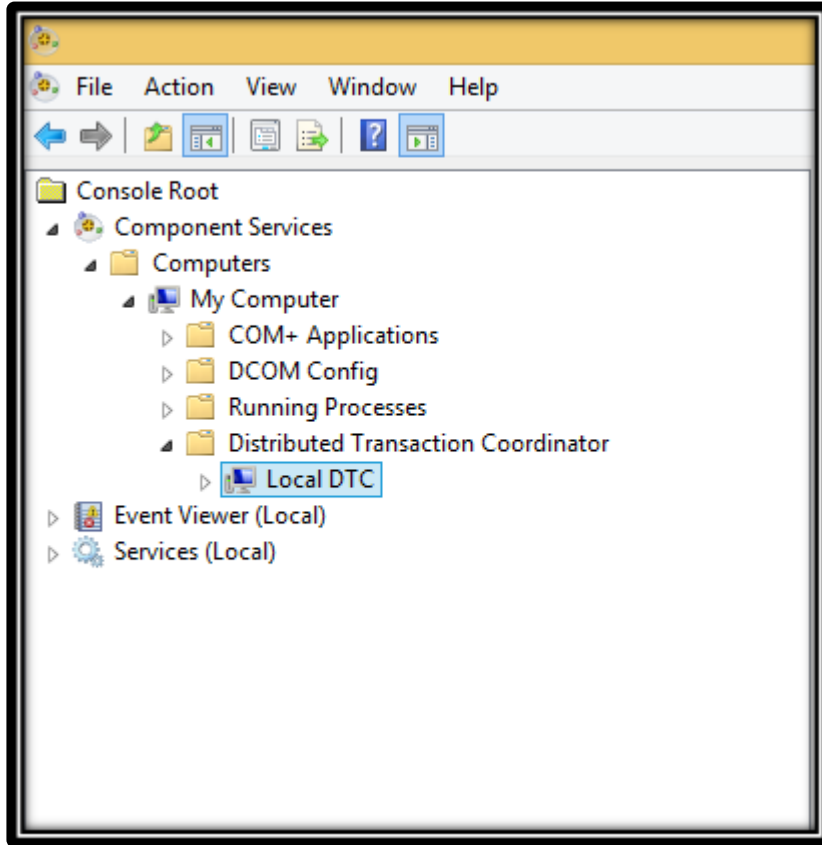 File Action View Window Help
Console Root
Component Services
Computers
My Computer
COM+ Applications
DCOM Config
Running Processes
Distributed Transaction Coordinator
Local DTC
Event Viewer (Local)
Services (Local)